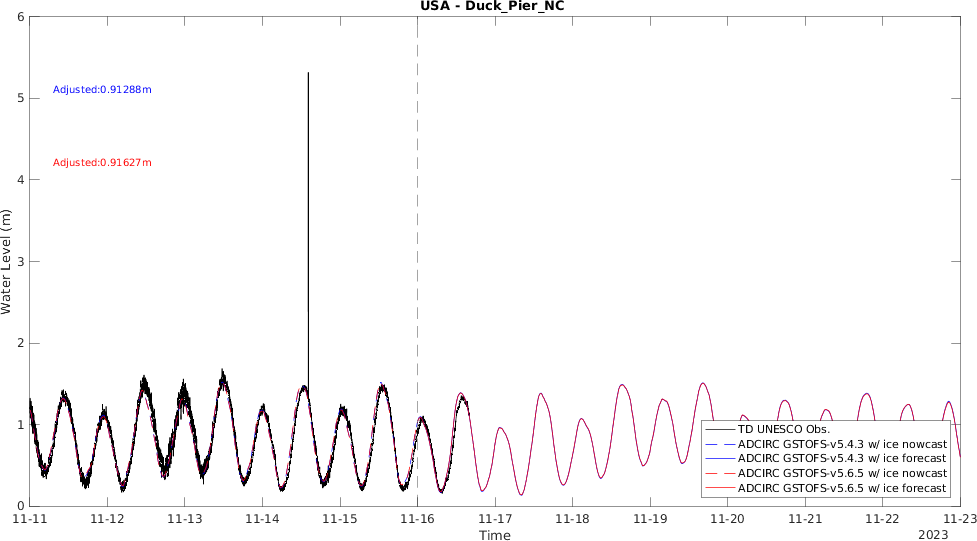 USA - Duck_Pier_NC
6
5
4
3
2
1
0
Water Level (m)
Adjusted:0.91288m
Adjusted:0.91627m
TD UNESCO Obs.
ADCIRC GSTOFS-v5.4.3 w/ ice nowcast
ADCIRC GSTOFS-v5.4.3 w/ ice forecast
ADCIRC GSTOFS-v5.6.5 w/ ice nowcast
ADCIRC GSTOFS-v5.6.5 w/ ice forecast
11-11 11-12 11-13 11-14 11-15 11-16 11-17 11-18 11-19 11-20 11-21 11-22 11-23
Time
2023